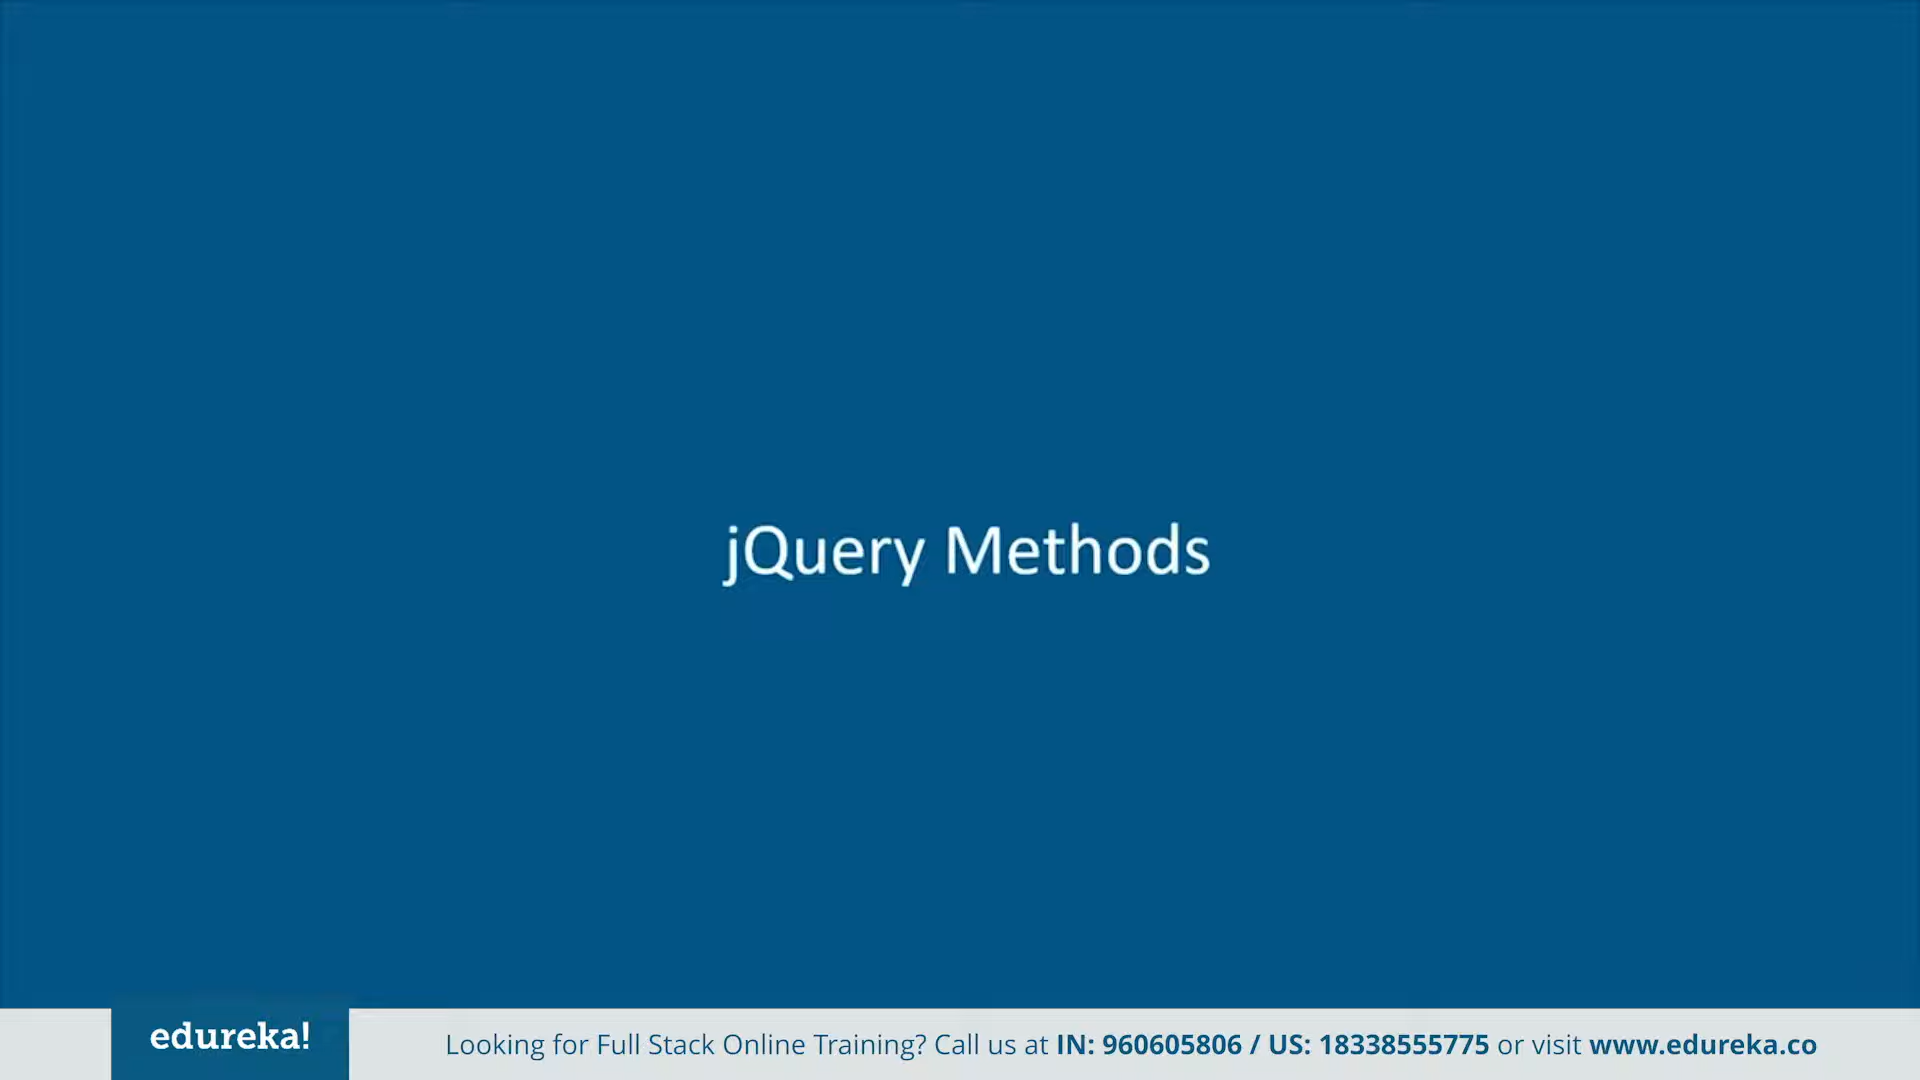 jQuery Methods
edureka!
Looking for Full Stack Online Training? Call us at IN: 960605806 / US: 18338555775 or visit www.edureka.co